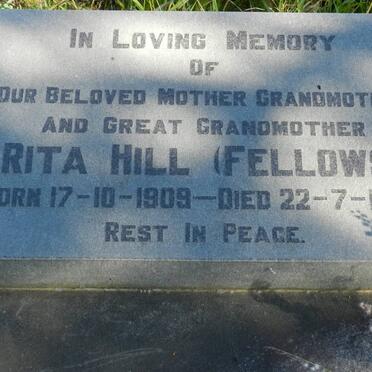 IN LOVING MEMORY
OF
OUR BELOVED MOTHER GRANDMOT
AND GREAT GRANDMOTHER
RITA HILL (FELLOWS
ORN 17-10-1909-DIED 22-7-
REST IN PEACE.